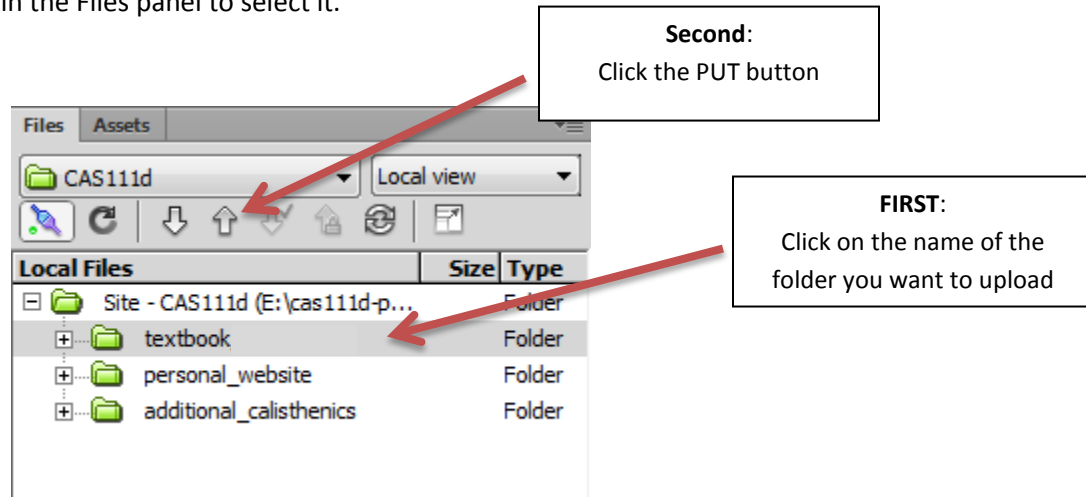 in the Files panel to select it.
Second:
Click the PUT button
Files Assets
CAS111d Local view
FIRST:
Click on the name of the
folder you want to upload
Local Files Size Type
Site - CAS111d (E:\cas111d-p... Folder
textbook Folder
personal_website Folder
additional_calisthenics Folder